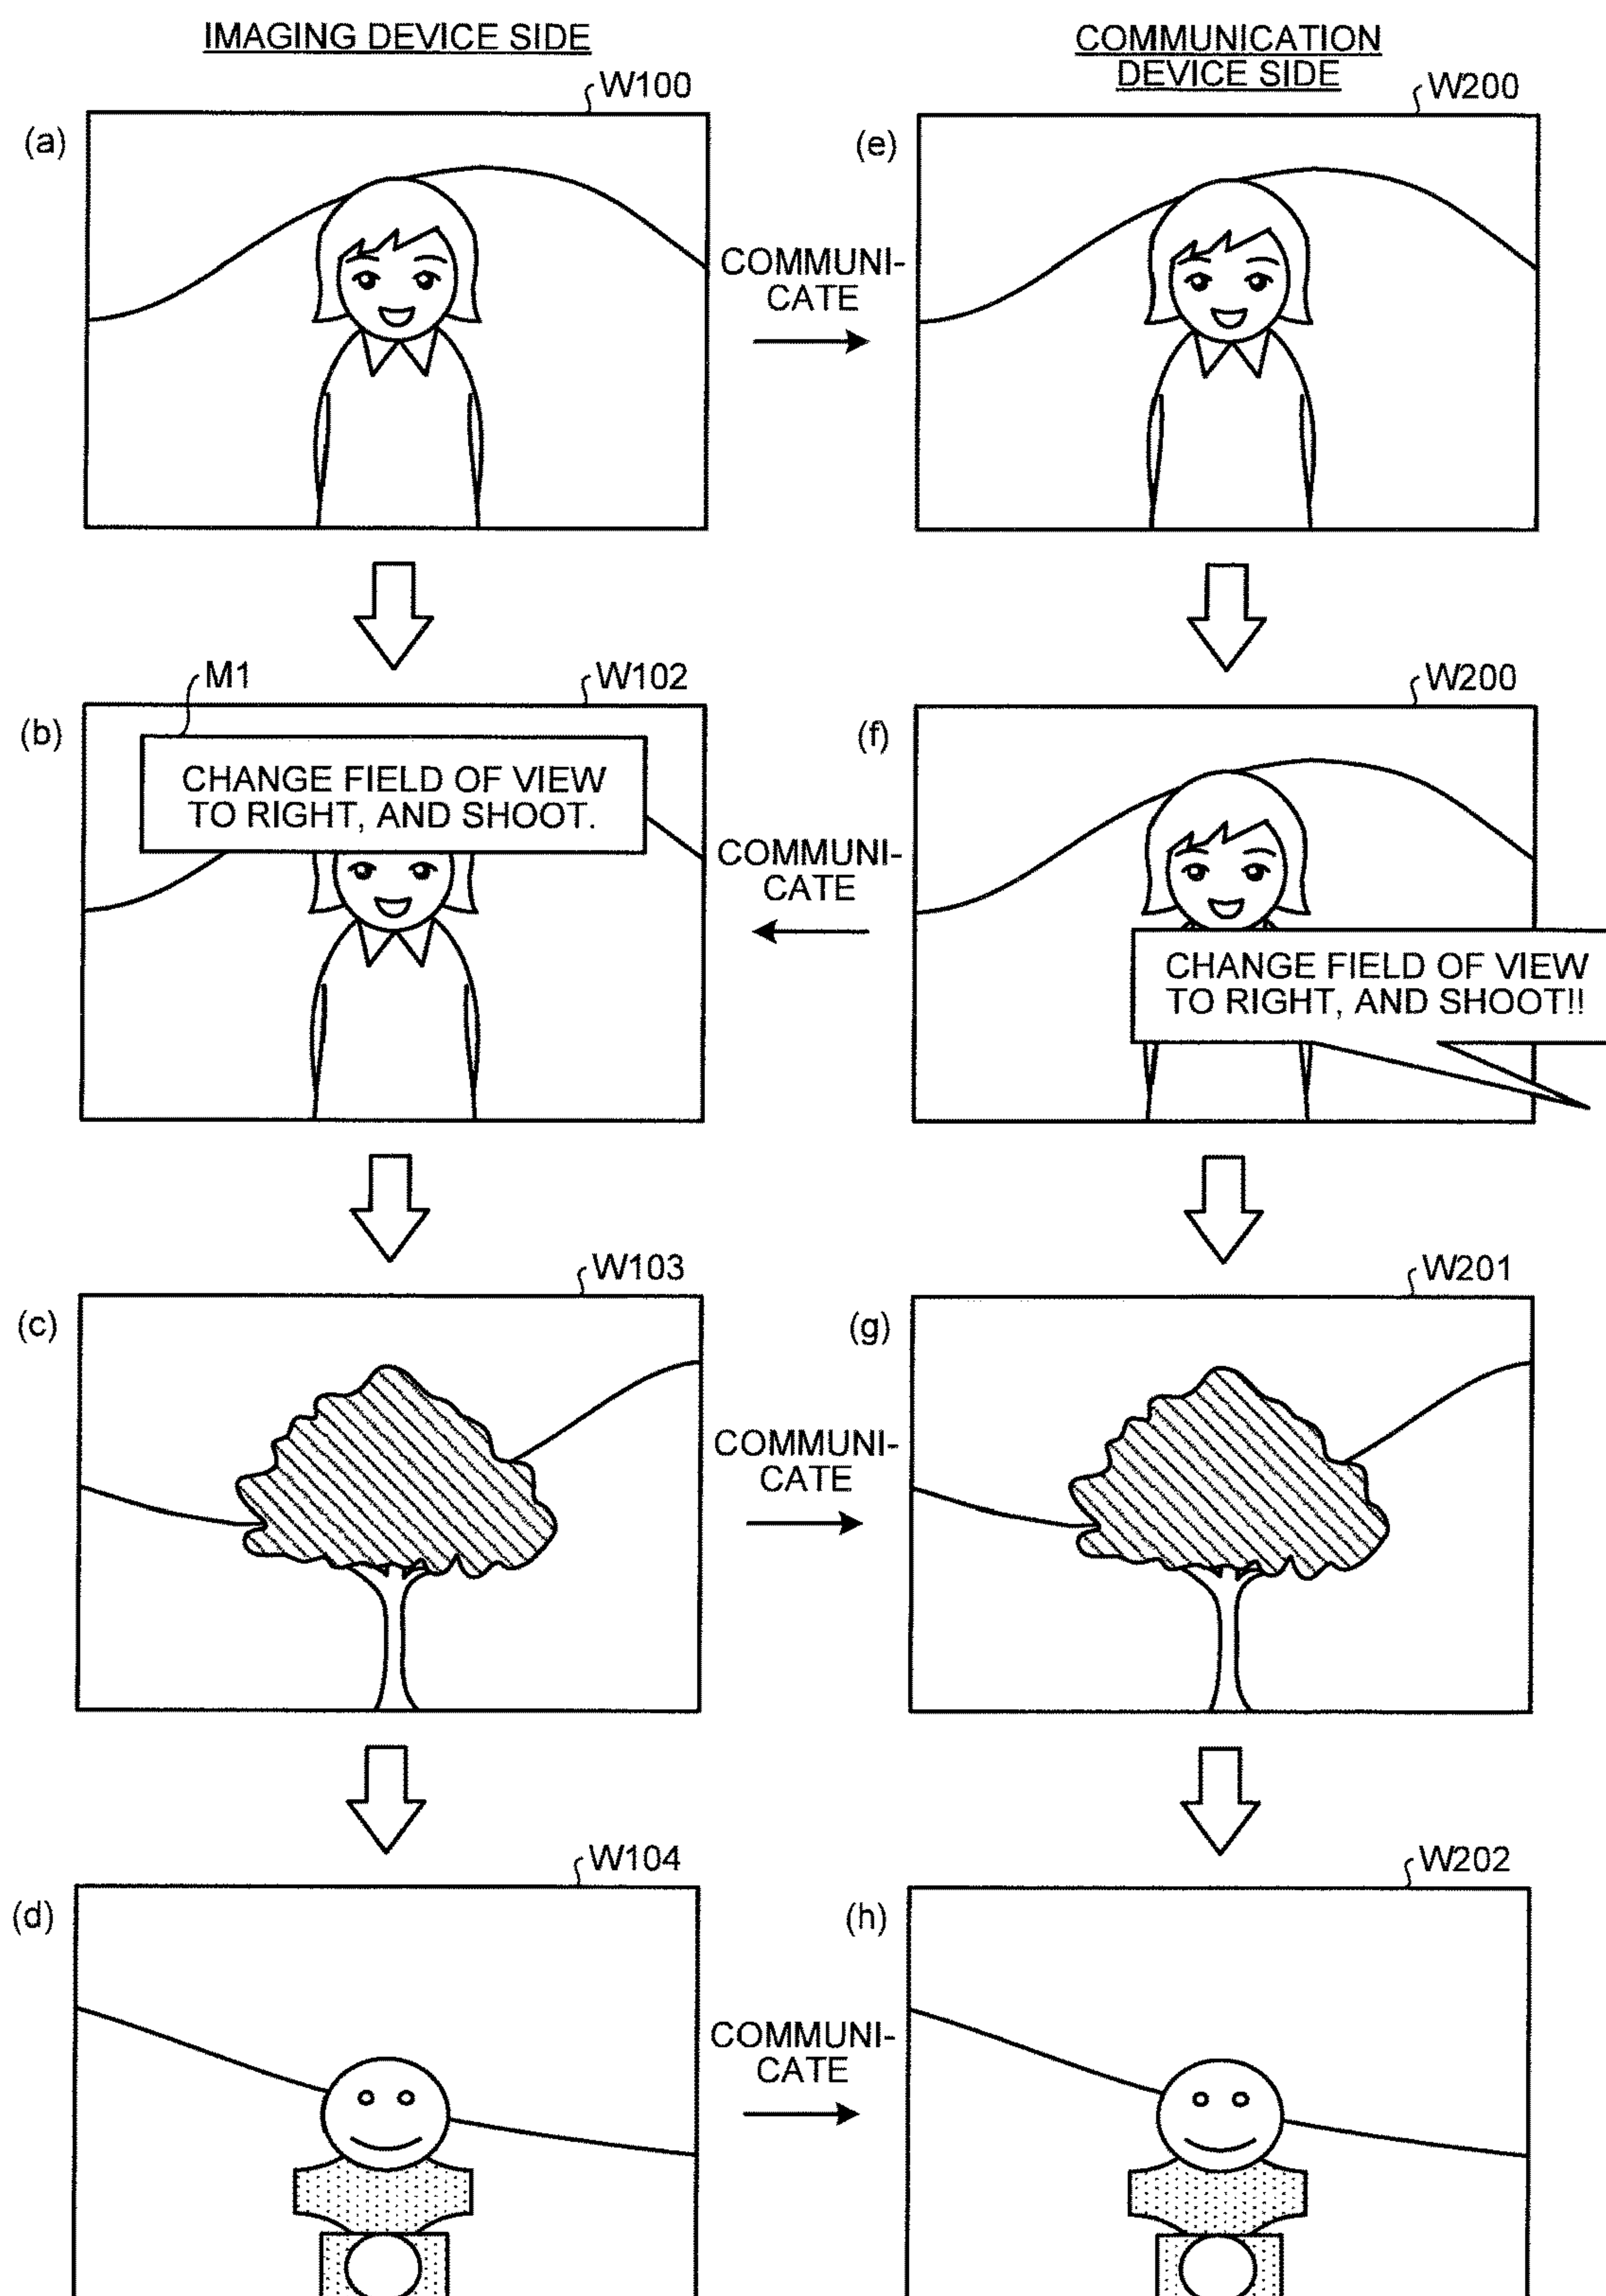 IMAGING DEVICE SIDE
COMMUNICATION
DEVICE SIDE
W100
W200
(a)
(e)
COMMUNI-
CATE
M1
W102
W200
(b)
(f)
CHANGE FIELD OF VIEW
TO RIGHT, AND SHOOT.
COMMUNI-
CATE
CHANGE FIELD OF VIEW
TO RIGHT, AND SHOOT!!
W103
W201
(c)
(g)
COMMUNI-
CATE
W104
W202
(d)
(h)
COMMUNI-
CATE